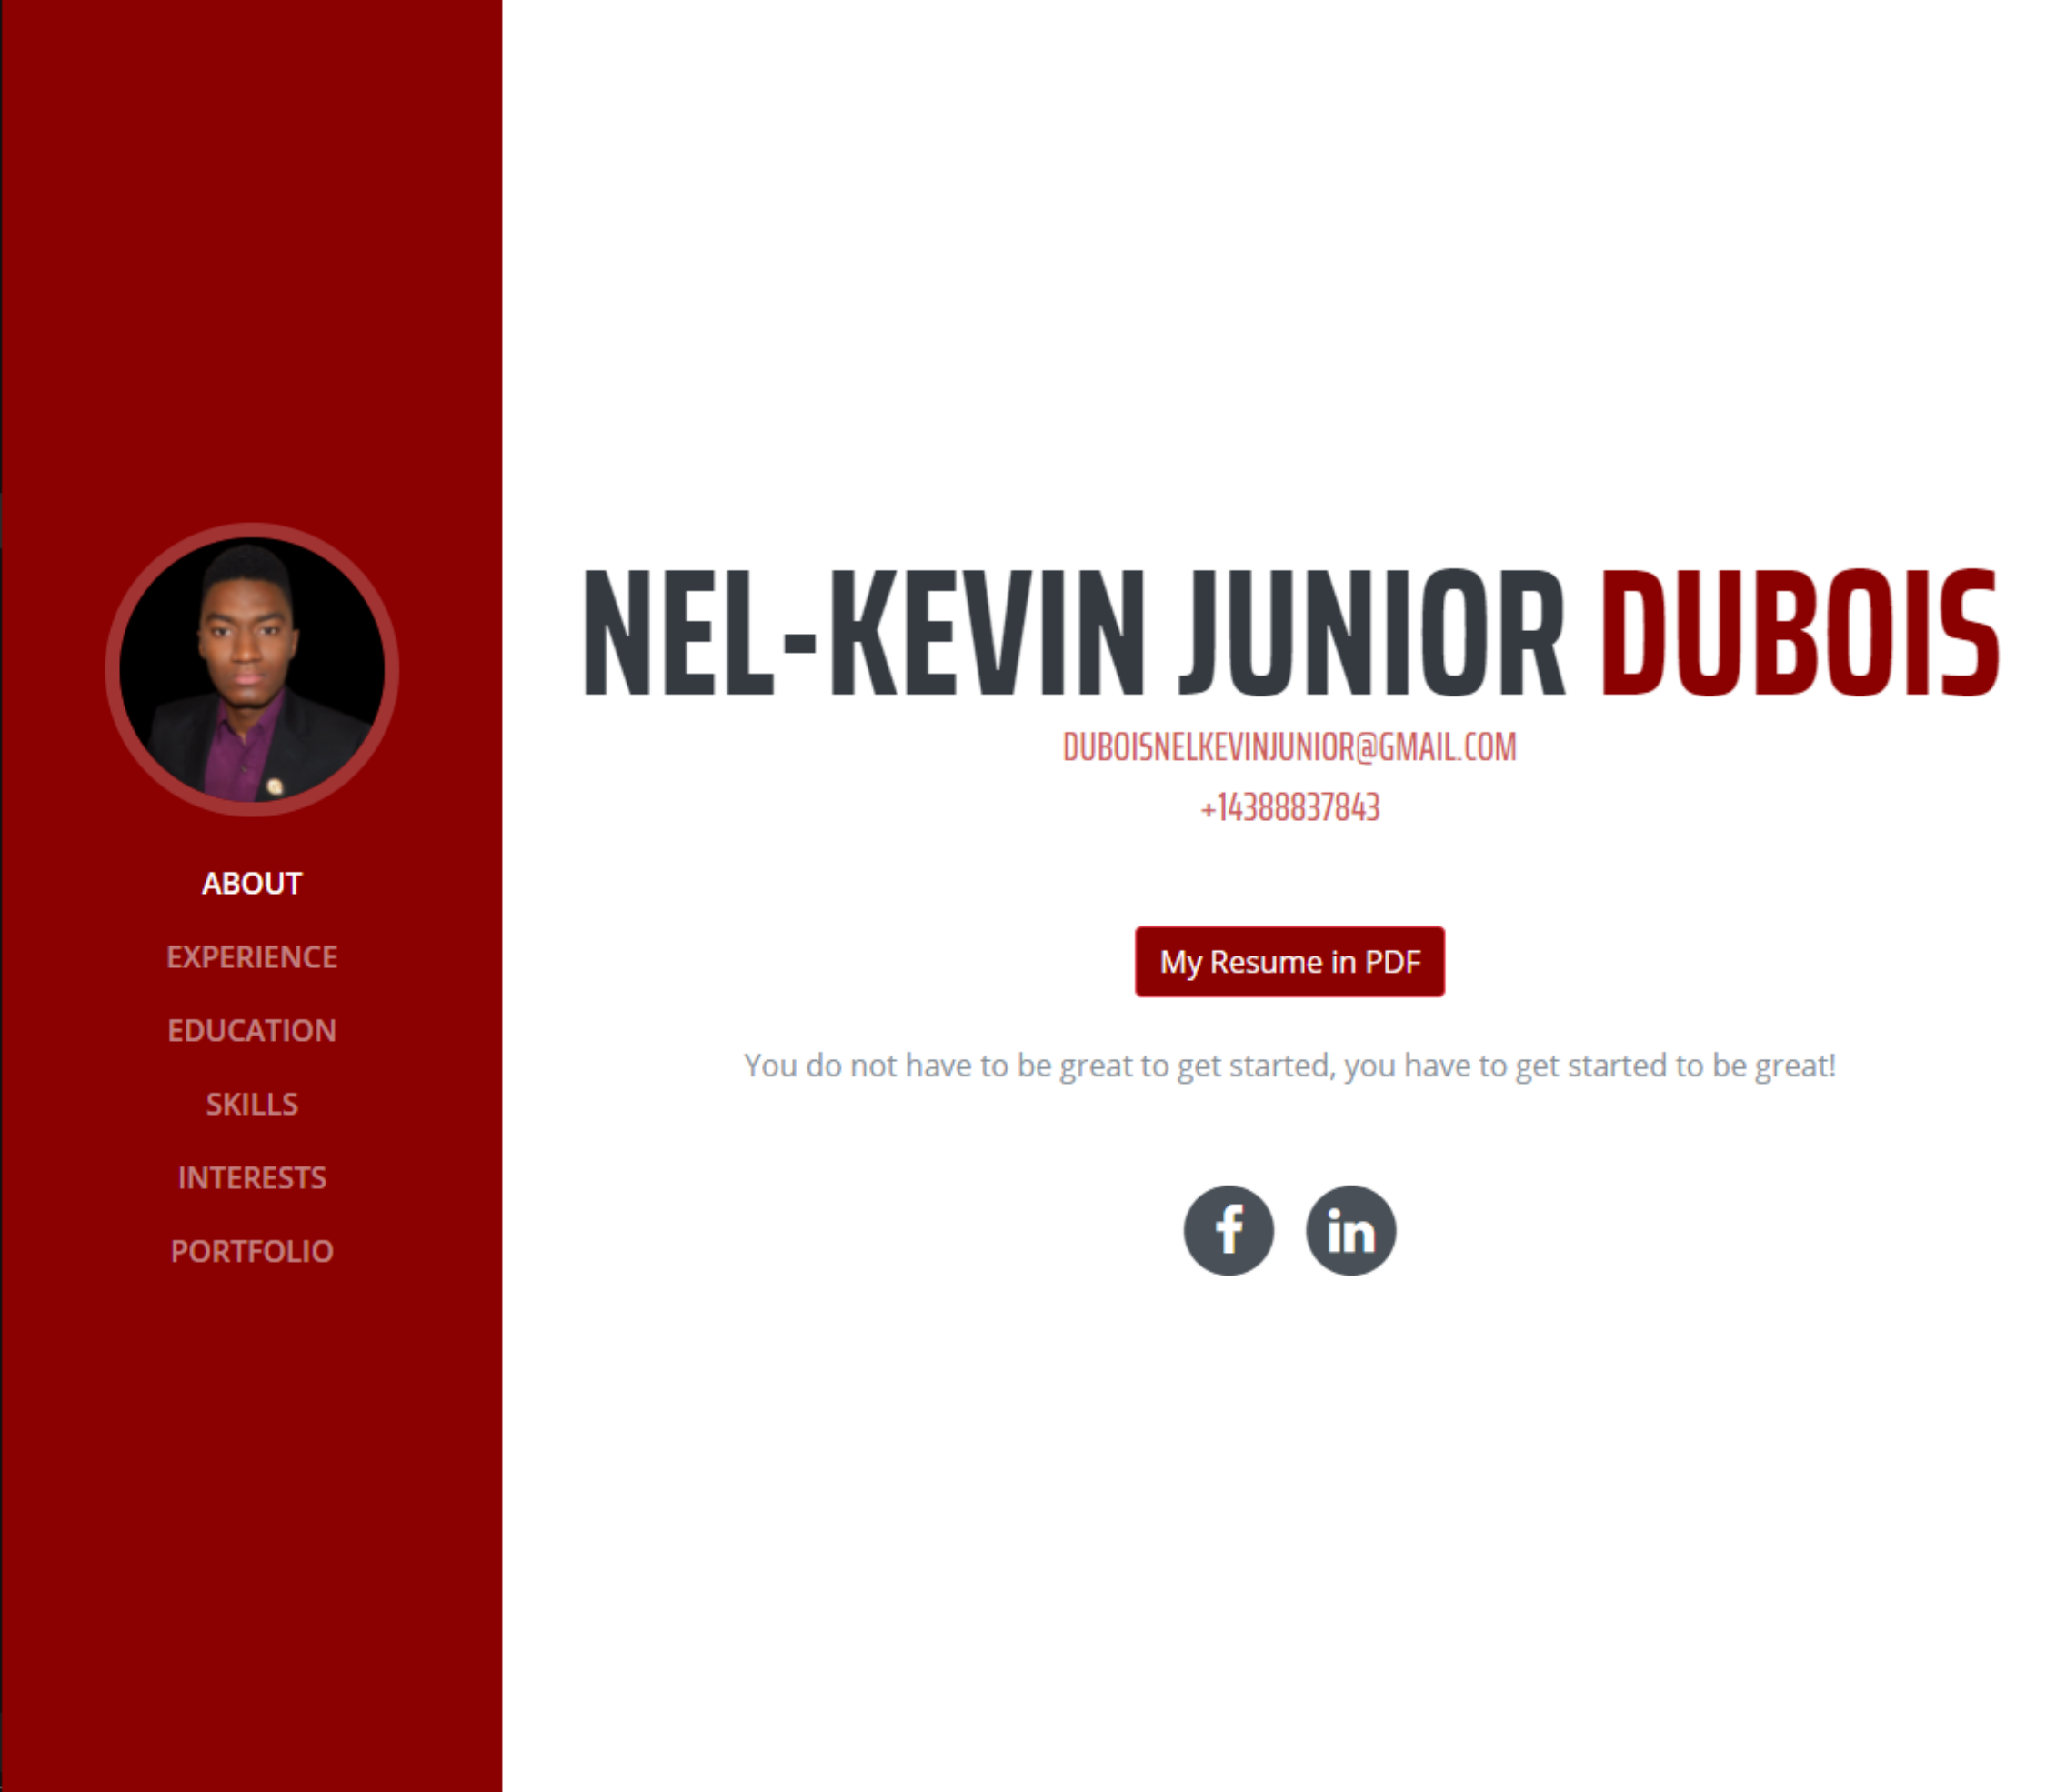 ABOUT
EXPERIENCE
EDUCATION
SKILLS
INTERESTS
PORTFOLIO
NEL-KEVIN JUNIOR DUBOIS
DUBOISNELKEVINJUNIOR@GMAIL.COM
+14388837843
My Resume in PDF
You do not have to be great to get started, you have to get started to be great!
f in